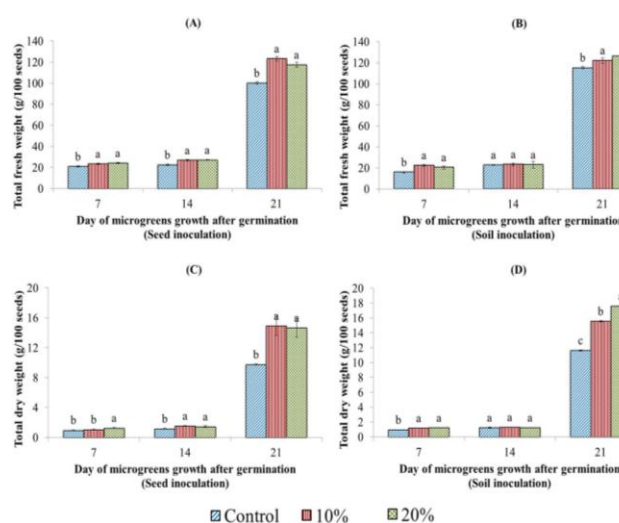 (A)
Total fresh weight (g/100 seeds)
140
120
100
80
60
40
20
0
b a a
b a a
b a a
7 14 21
Day of microgreens growth after germination
(Seed inoculation)
(B)
Total fresh weight (g/100 seeds)
140
120
100
80
60
40
20
0
b a a
a a a
b a
7 14 21
Day of microgreens growth after germination
(Soil inoculation)
(C)
Total dry weight (g/100 seeds)
20
16
12
8
4
0
b b a
b a a
b a a
7 14 21
Day of microgreens growth after germination
(Seed inoculation)
(D)
Total dry weight (g/100 seeds)
20
18
16
14
12
10
8
6
4
2
0
b a a
a a a
c b
7 14 21
Day of microgreens growth after germination
(Soil inoculation)
Control 10% 20%